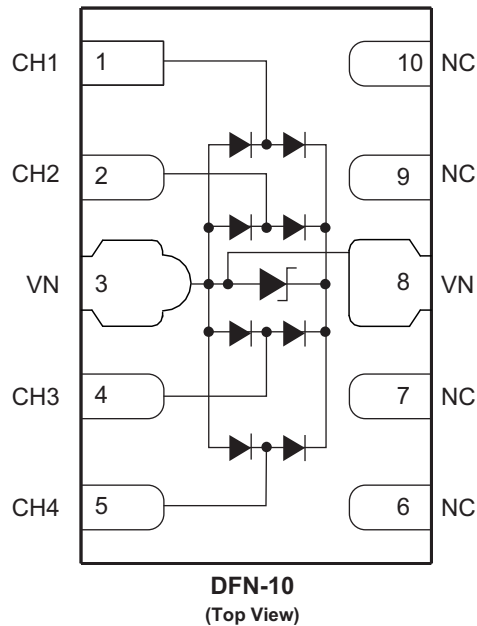 CH1 1 10 NC
CH2 2 9 NC
VN 3 8 VN
CH3 4 7 NC
CH4 5 6 NC
DFN-10
(Top View)